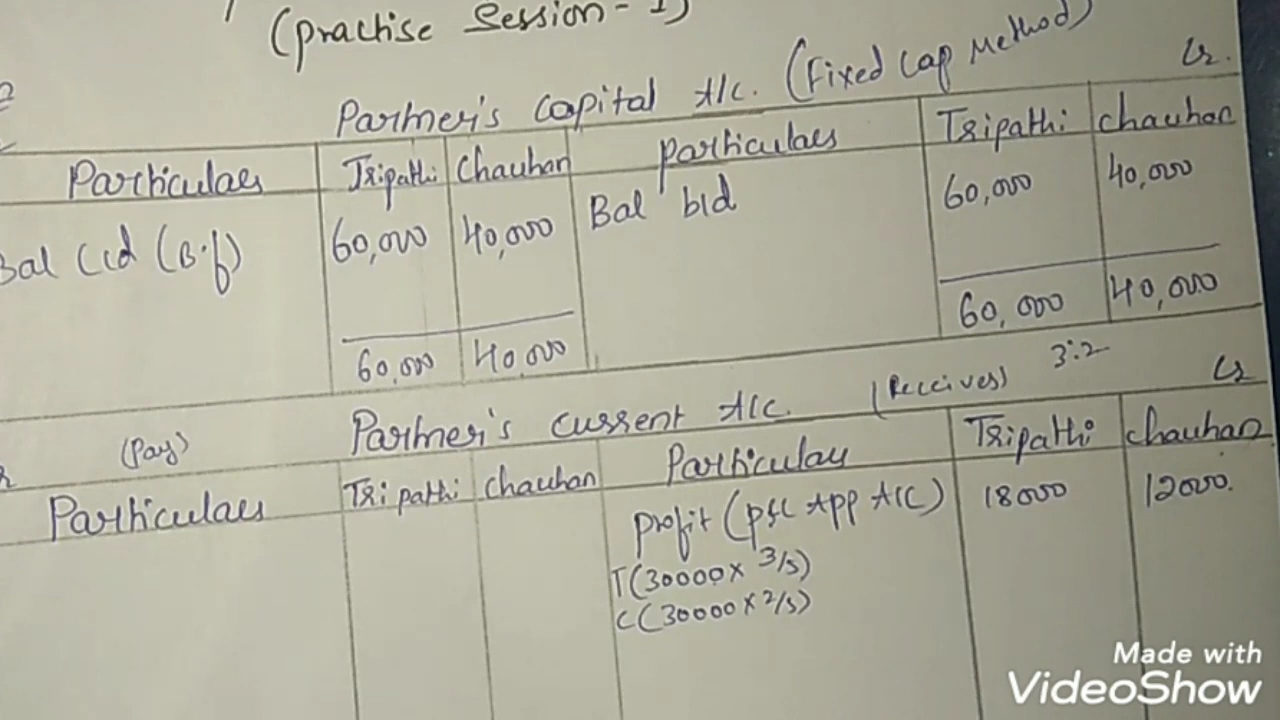 (Practise Session - I)
Partner's Capital A/c. (Fixed Cap Method)
Cr.
Particulars Tripathi Chauhan Particulars Tripathi Chauhan
Bal c/d (B.f) 60,000 40,000 Bal b/d 60,000 40,000
60,000 40,000 60,000 40,000
(Pay) Partner's Current A/c. (Receives) 3:2 Cr
Particulars Tripathi Chauhan Particulars Tripathi Chauhan
Profit (P&L App A/C) 18000 12000.
T(30000 x 3/5)
C(30000 x 2/5)
Made with
VideoShow